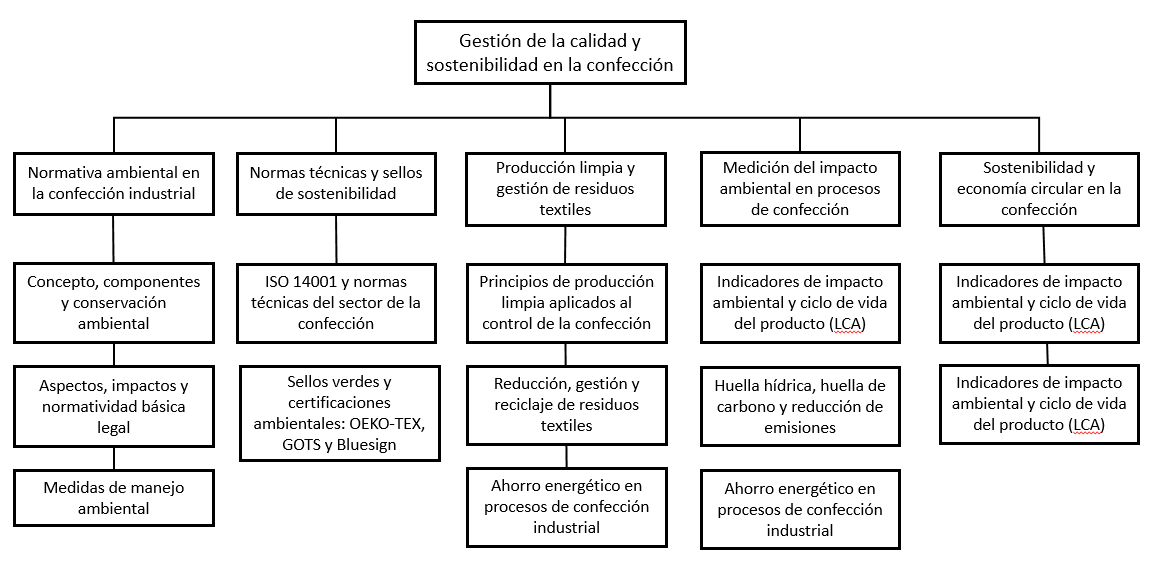 Gestión de la calidad y
sostenibilidad en la confección
Normativa ambiental en
la confección industrial
Concepto, componentes
y conservación
ambiental
Aspectos, impactos y
normatividad básica
legal
Medidas de manejo
ambiental
Normas técnicas y sellos
de sostenibilidad
ISO 14001 y normas
técnicas del sector de la
confección
Sellos verdes y
certificaciones
ambientales: OEKO-TEX,
GOTS y Bluesign
Producción limpia y
gestión de residuos
textiles
Principios de producción
limpia aplicados al
control de la confección
Reducción, gestión y
reciclaje de residuos
textiles
Ahorro energético en
procesos de confección
industrial
Medición del impacto
ambiental en procesos
de confección
Indicadores de impacto
ambiental y ciclo de vida
del producto (LCA)
Huella hídrica, huella de
carbono y reducción de
emisiones
Ahorro energético en
procesos de confección
industrial
Sostenibilidad y
economía circular en la
confección
Indicadores de impacto
ambiental y ciclo de vida
del producto (LCA)
Indicadores de impacto
ambiental y ciclo de vida
del producto (LCA)